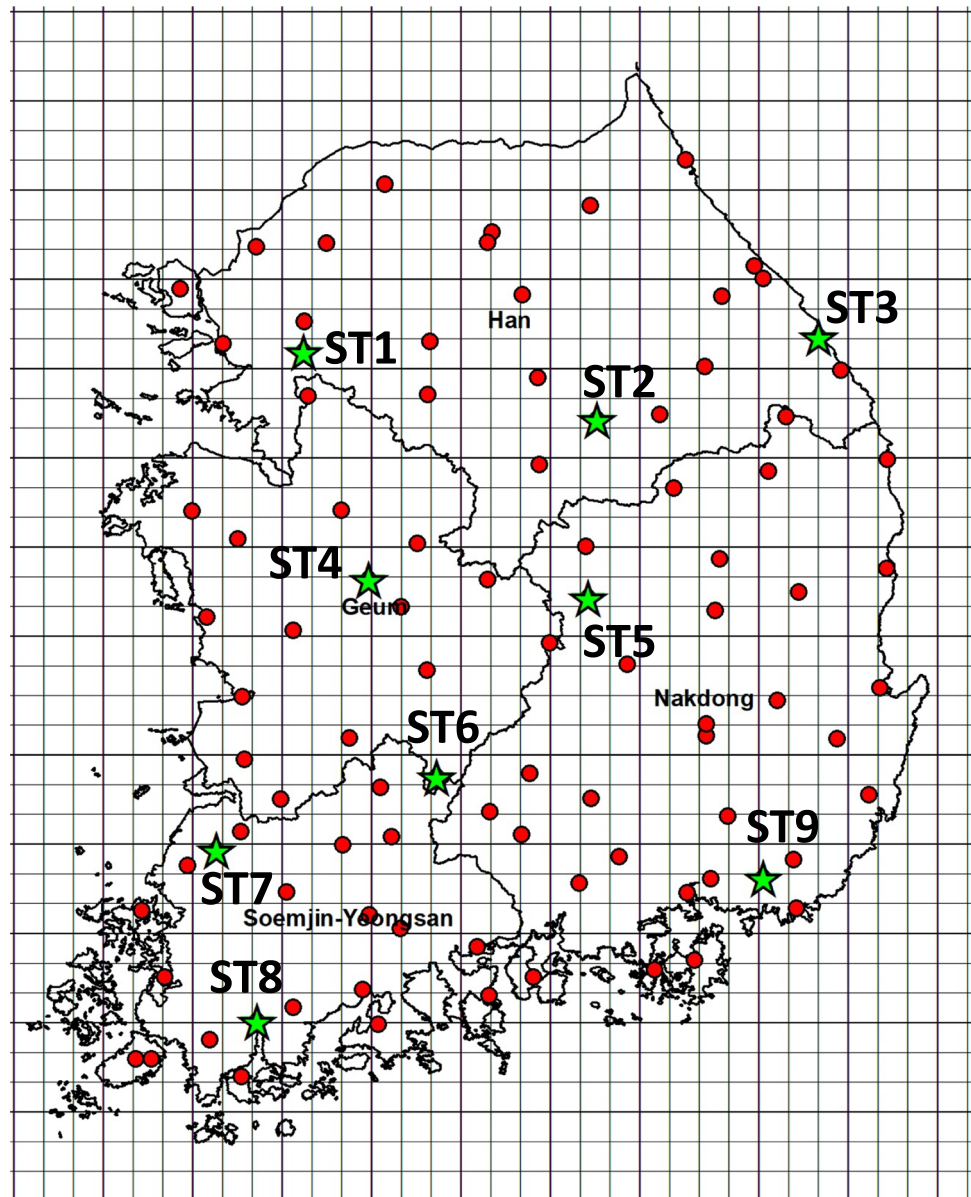 ST3
Han
ST1
ST2
ST4
Geum
ST5
Nakdong
ST6
ST9
ST7
Soemjin-Yeongsan
ST8